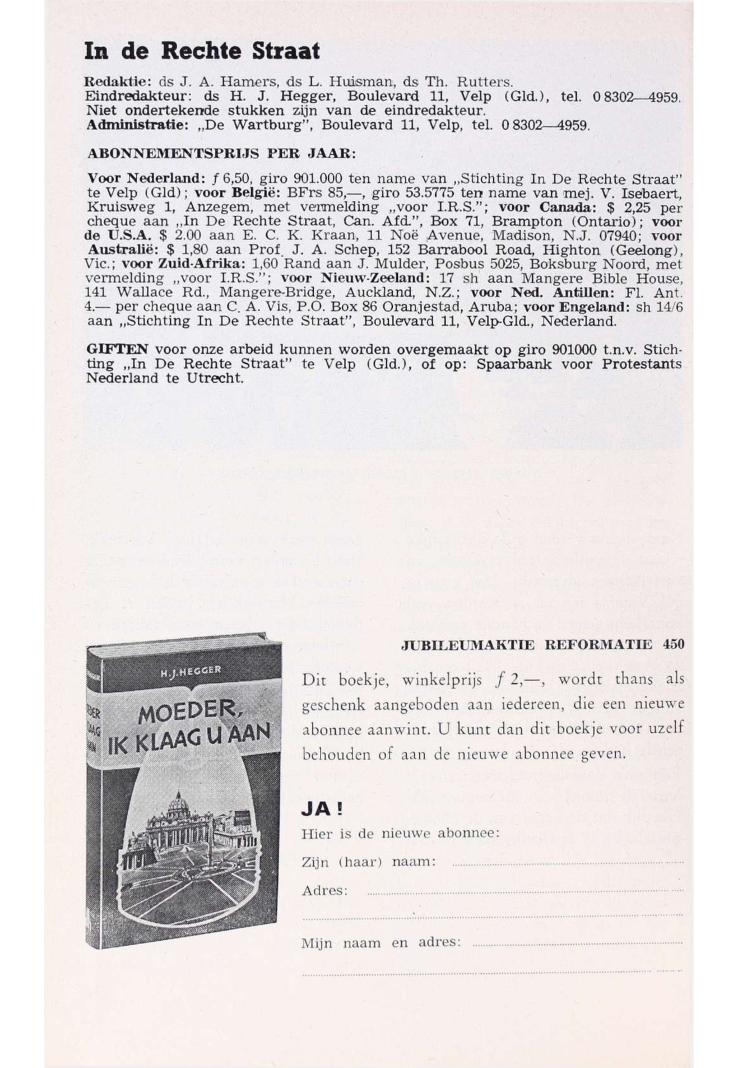 In de Rechte Straat
Redaktie: ds J. A. Hamers, ds L. Huisman, ds Th. Rutters.
Eindredakteur: ds H. J. Hegger, Boulevard 11, Velp (Gld.), tel. 08302—4959.
Niet ondertekende stukken zijn van de eindredakteur.
Administratie: „De Wartburg", Boulevard 11, Velp, tel. 08302—4959.
ABONNEMENTSPRIJS PER JAAR:
Voor Nederland: ƒ 6,50, giro 901.000 ten name van „Stichting In De Rechte Straat"
te Velp (Gld); voor België: BFrs 85,—, giro 53.5775 ten name van mej. V. Isebaert,
Kruisweg 1, Anzegem, met vermelding „voor I.R.S."; voor Canada: $ 2,25 per
cheque aan „In De Rechte Straat, Can. Afd.", Box 71, Brampton (Ontario); voor
de U.S.A. $ 2.00 aan E. C. K. Kraan, 11 Noë Avenue, Madison, N.J. 07940; voor
Australië: $ 1,80 aan Prof. J. A. Schep, 152 Barrabool Road, Highton (Geelong),
Vic.; voor Zuid-Afrika: 1,60 Rand aan J. Mulder, Posbus 5025, Boksburg Noord, met
vermelding „voor I.R.S."; voor Nieuw-Zeeland: 17 sh aan Mangere Bible House,
141 Wallace Rd., Mangere-Bridge, Auckland, N.Z.; voor Ned. Antillen: Fl. Ant.
4.— per cheque aan C. A. Vis, P.O. Box 86 Oranjestad, Aruba; voor Engeland: sh 14/6
aan „Stichting In De Rechte Straat", Boulevard 11, Velp-Gld., Nederland.
GIFTEN voor onze arbeid kunnen worden overgemaakt op giro 901000 t.n.v. Stich-
ting „In De Rechte Straat" te Velp (Gld.), of op: Spaarbank voor Protestants
Nederland te Utrecht.
H.J.HEGGER
MOEDER,
IK KLAAG U AAN
JUBILEUMAKTIE REFORMATIE 450
Dit boekje, winkelprijs ƒ 2,—, wordt thans als
geschenk aangeboden aan iedereen, die een nieuwe
abonnee aanwint. U kunt dan dit boekje voor uzelf
behouden of aan de nieuwe abonnee geven.
JA!
Hier is de nieuwe abonnee:
Zijn (haar) naam:
Adres:
Mijn naam en adres: